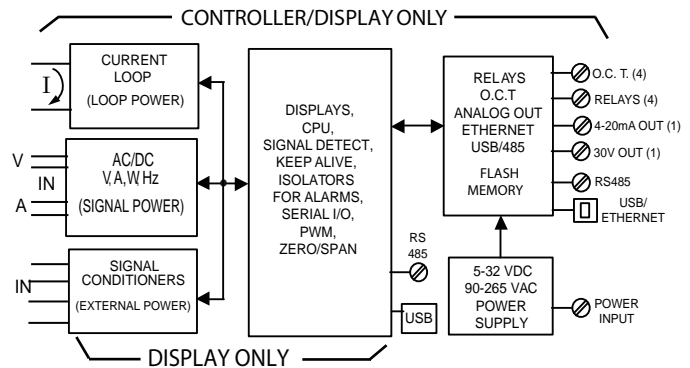 CONTROLLER/DISPLAY ONLY
CURRENT
LOOP
(LOOP POWER)
I
V
IN
A
AC/DC
V, A, W, Hz
(SIGNAL POWER)
IN
SIGNAL
CONDITIONERS
(EXTERNAL POWER)
DISPLAYS,
CPU,
SIGNAL DETECT,
KEEP ALIVE,
ISOLATORS
FOR ALARMS,
SERIAL I/O,
PWM,
ZERO/SPAN
RS
485
USB
RELAYS
O.C.T
ANALOG OUT
ETHERNET
USB/485
FLASH
MEMORY
O.C. T. (4)
RELAYS (4)
4-20mA OUT (1)
30V OUT (1)
RS485
USB/
ETHERNET
5-32 VDC
90-265 VAC
POWER
SUPPLY
POWER
INPUT
DISPLAY ONLY